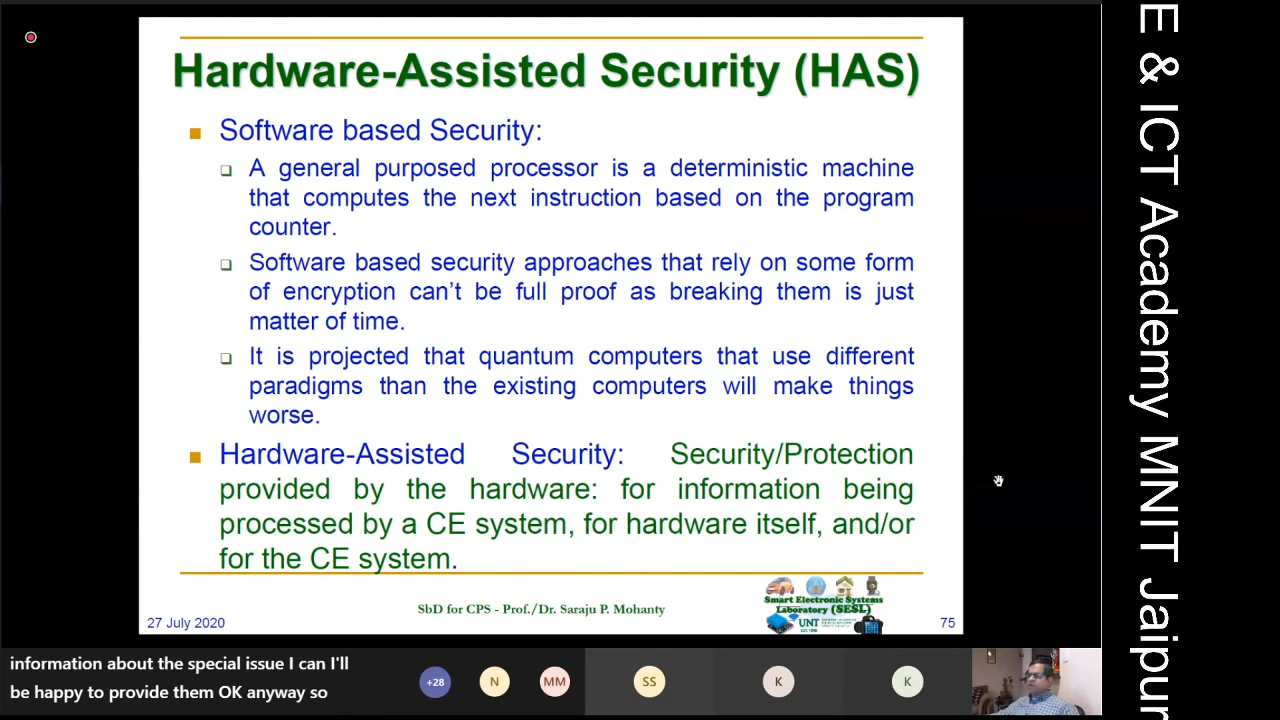 Hardware-Assisted Security (HAS)
Software based Security:
A general purposed processor is a deterministic machine
that computes the next instruction based on the program
counter.
Software based security approaches that rely on some form
of encryption can’t be full proof as breaking them is just
matter of time.
It is projected that quantum computers that use different
paradigms than the existing computers will make things
worse.
Hardware-Assisted Security: Security/Protection
provided by the hardware: for information being
processed by a CE system, for hardware itself, and/or
for the CE system.
27 July 2020
SbD for CPS - Prof./Dr. Saraju P. Mohanty
Smart Electronic Systems
Laboratory (SESL)
UNT
75
information about the special issue I can I'll
be happy to provide them OK anyway so
+28
N
MM
SS
K
K
E & ICT Academy MNIT Jaipur